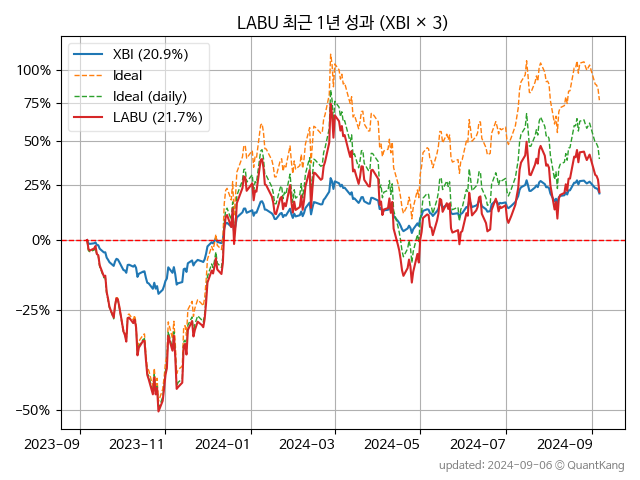 LABU 최근 1년 성과 (XBI × 3)
XBI (20.9%)
Ideal
Ideal (daily)
LABU (21.7%)
100%
75%
50%
25%
0%
−25%
−50%
2023-09
2023-11
2024-01
2024-03
2024-05
2024-07
2024-09
updated: 2024-09-06 © QuantKang